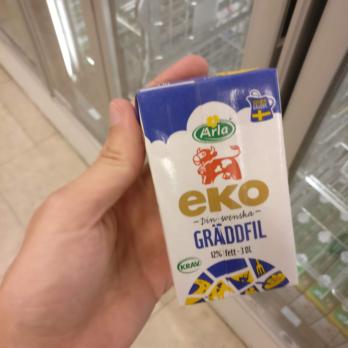 Arla
eko
Din svenska
GRÄDDFIL
12% Fett - 3 DL
KRAV